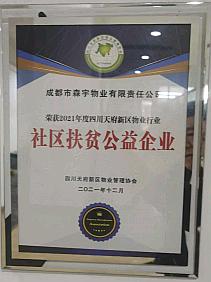 成都市森宇物业有限责任公司
荣获2021年度四川天府新区物业行业
社区扶贫公益企业
四川天府新区物业管理协会
二〇二一年十二月